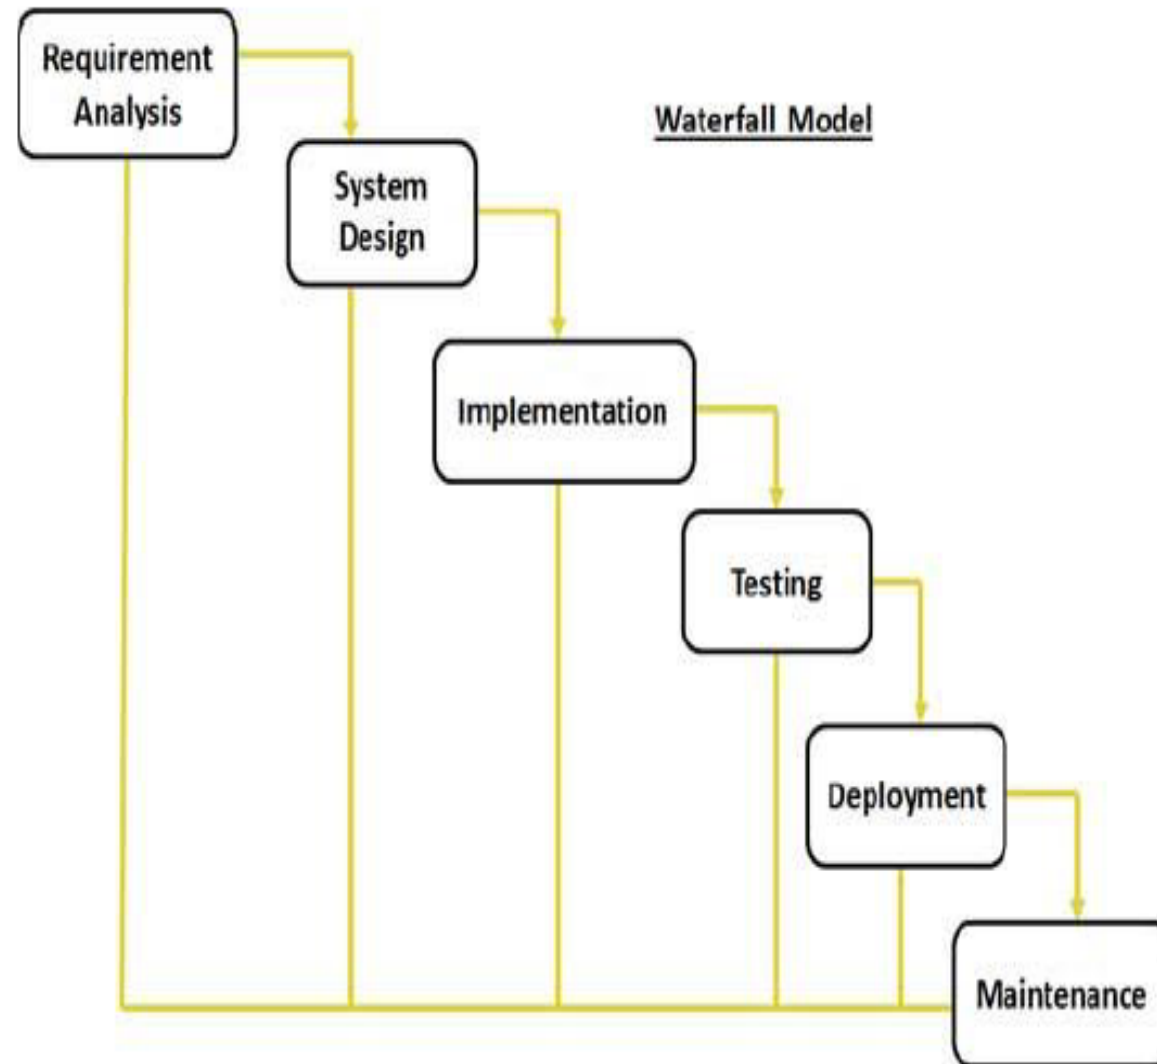 Requirement
Analysis
Waterfall Model
System
Design
Implementation
Testing
Deployment
Maintenance